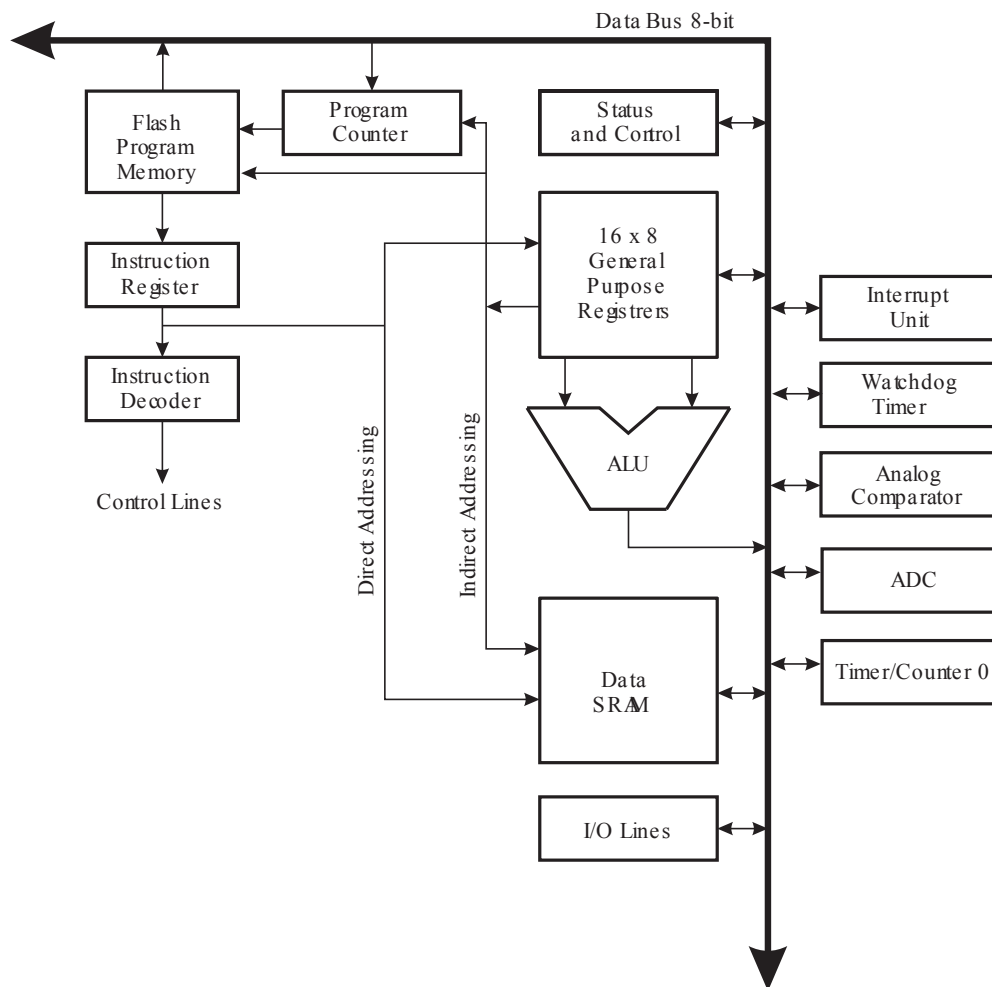 Data Bus 8-bit
Flash
Program
Memory
Program
Counter
Status
and Control
16 x 8
General
Purpose
Registrers
Instruction
Register
Instruction
Decoder
Control Lines
Direct Addressing
Indirect Addressing
ALU
Interrupt
Unit
Watchdog
Timer
Analog
Comparator
ADC
Timer/Counter 0
Data
SRAM
I/O Lines